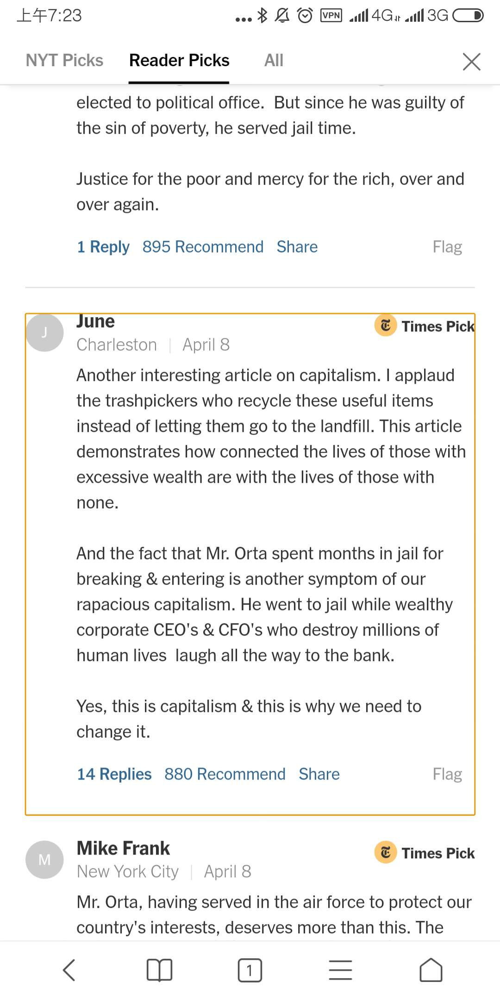 上午7:23
VPN 4G 3G
NYT Picks Reader Picks All
elected to political office.  But since he was guilty of
the sin of poverty, he served jail time.
Justice for the poor and mercy for the rich, over and
over again.
1 Reply 895 Recommend Share Flag
J
June
Times Pick
Charleston | April 8
Another interesting article on capitalism. I applaud
the trashpickers who recycle these useful items
instead of letting them go to the landfill. This article
demonstrates how connected the lives of those with
excessive wealth are with the lives of those with
none.
And the fact that Mr. Orta spent months in jail for
breaking & entering is another symptom of our
rapacious capitalism. He went to jail while wealthy
corporate CEO's & CFO's who destroy millions of
human lives  laugh all the way to the bank.
Yes, this is capitalism & this is why we need to
change it.
14 Replies 880 Recommend Share Flag
M
Mike Frank
Times Pick
New York City | April 8
Mr. Orta, having served in the air force to protect our
country's interests, deserves more than this. The
1